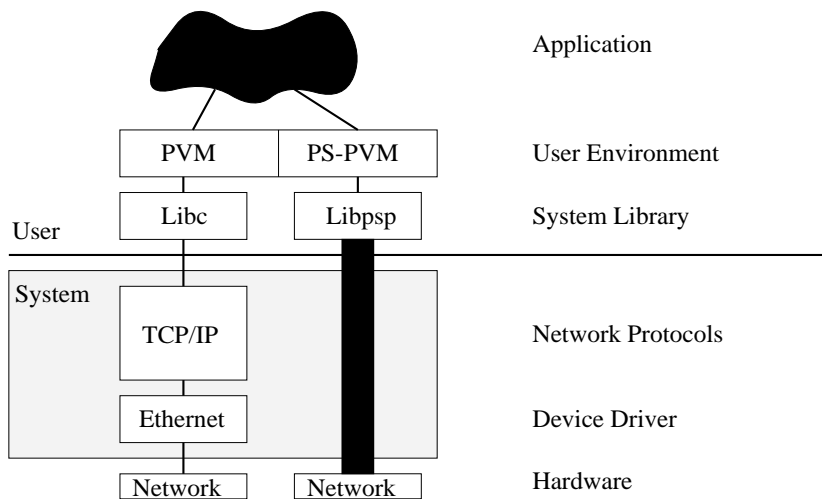 Application
PVM PS-PVM User Environment
Libc Libpsp System Library
User
System
TCP/IP Network Protocols
Ethernet Device Driver
Network Network Hardware